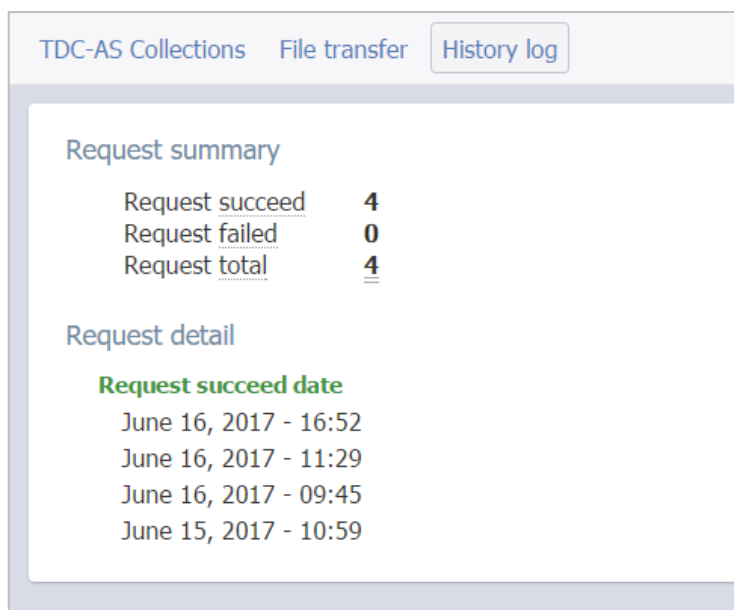 TDC-AS Collections File transfer History log
Request summary
Request succeed 4
Request failed 0
Request total 4
Request detail
Request succeed date
June 16, 2017 - 16:52
June 16, 2017 - 11:29
June 16, 2017 - 09:45
June 15, 2017 - 10:59